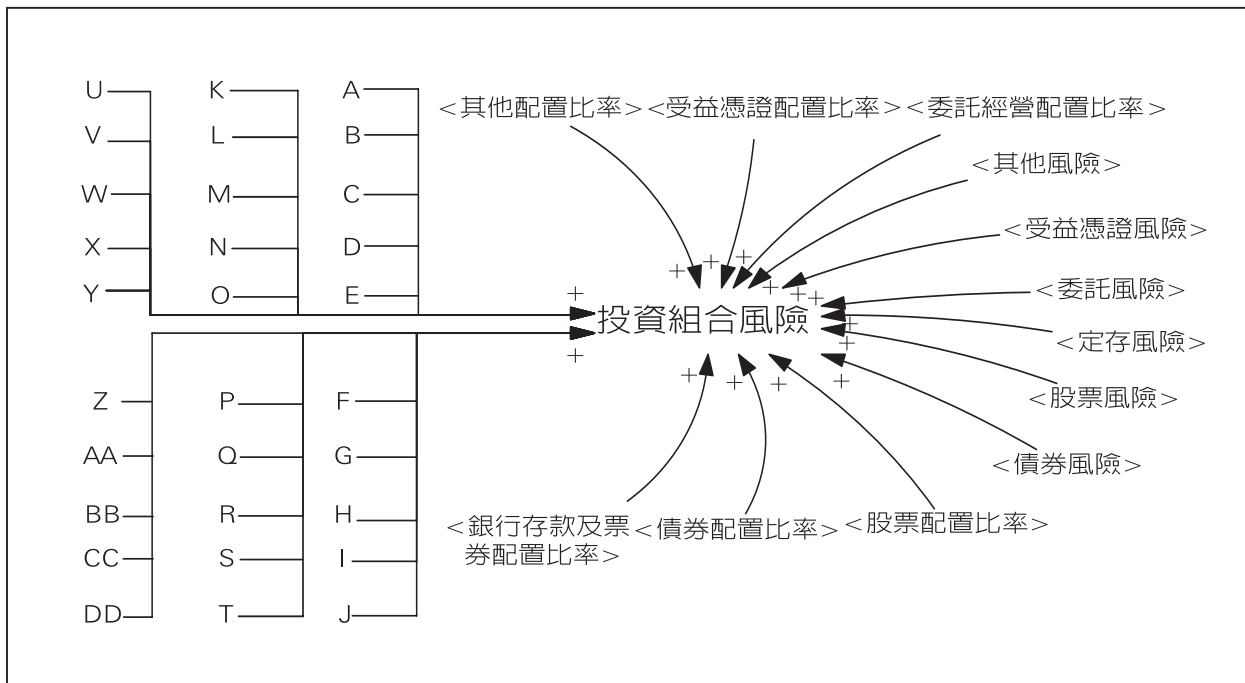 U
K
A
V
L
B
W
M
C
X
N
D
Y
O
E
<其他配置比率>
<受益憑證配置比率>
<委託經營配置比率>
<其他風險>
<受益憑證風險>
<委託風險>
<定存風險>
<股票風險>
<債券風險>
+
+
+
+
+
+
+
+
+
+
+
+
+
+
投資組合風險
Z
P
F
AA
Q
G
BB
R
H
CC
S
I
DD
T
J
<銀行存款及票
券配置比率>
<債券配置比率>
<股票配置比率>